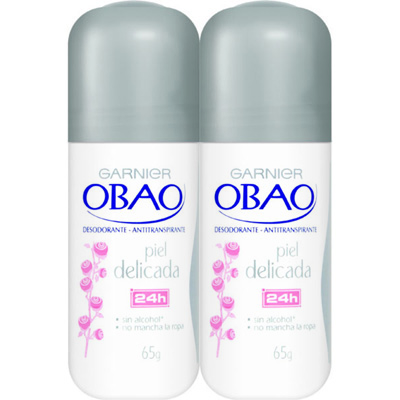 GARNIER
OBAO
DESODORANTE - ANTITRANSPIRANTE
piel
delicada
24h
• sin alcohol*
• no mancha la ropa
65g
GARNIER
OBAO
DESODORANTE - ANTITRANSPIRANTE
piel
delicada
24h
• sin alcohol*
• no mancha la ropa
65g